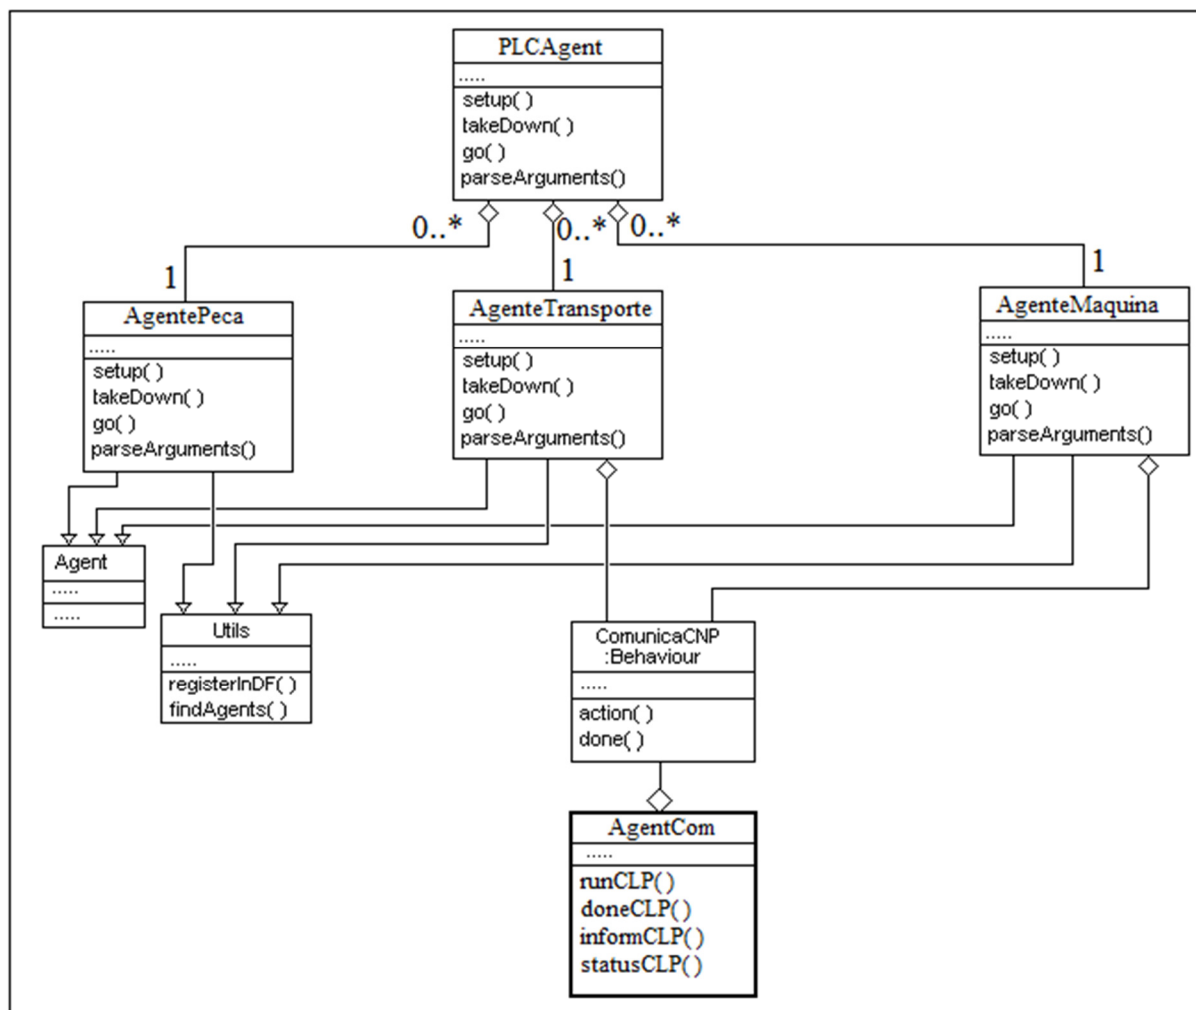 PLCAgent
.....
setup( )
takeDown( )
go( )
parseArguments()
0..*
0..*
0..*
1
1
1
AgentePeca
.....
setup( )
takeDown( )
go( )
parseArguments()
AgenteTransporte
.....
setup( )
takeDown( )
go( )
parseArguments()
AgenteMaquina
.....
setup( )
takeDown( )
go( )
parseArguments()
Agent
.....
.....
Utils
.....
registerInDF( )
findAgents( )
ComunicaCNP
:Behaviour
.....
action( )
done( )
AgentCom
.....
runCLP( )
doneCLP( )
informCLP( )
statusCLP( )